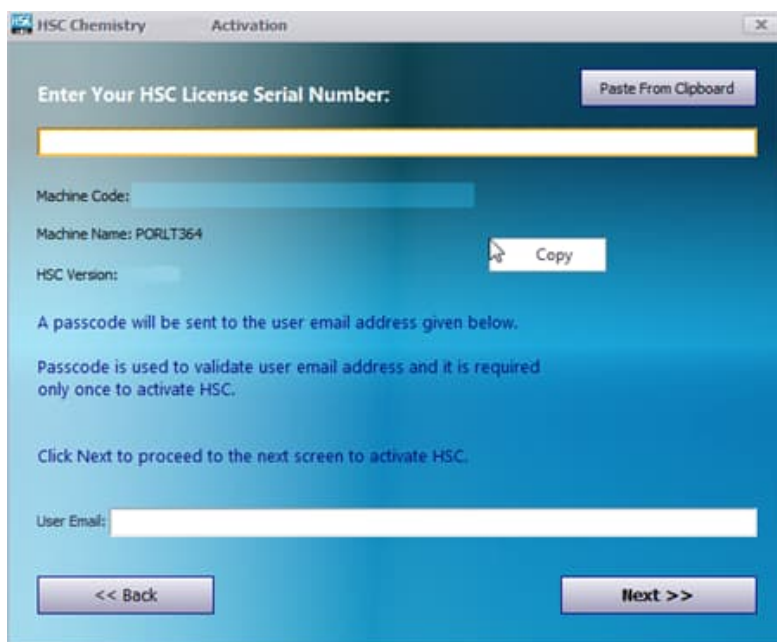 HSC Chemistry Activation
Enter Your HSC License Serial Number:
Paste From Clipboard
Machine Code:
Machine Name: PORLT364
Copy
HSC Version:
A passcode will be sent to the user email address given below.
Passcode is used to validate user email address and it is required
only once to activate HSC.
Click Next to proceed to the next screen to activate HSC.
User Email:
<< Back
Next >>